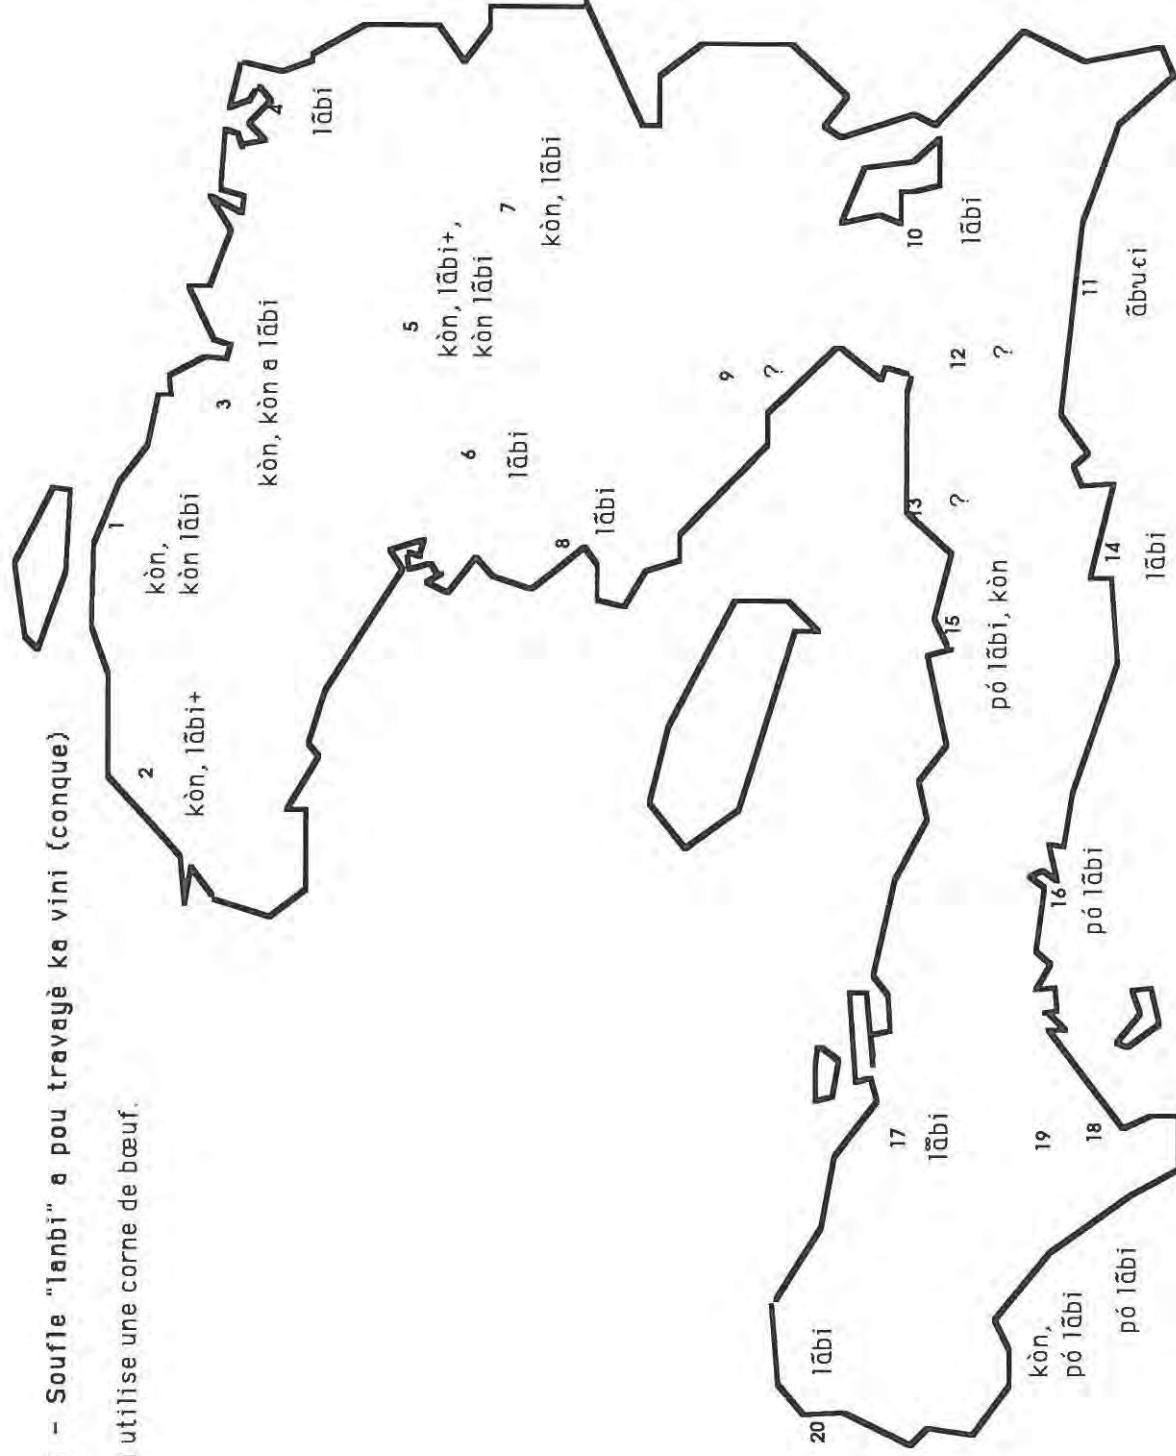 - Soufle "lanbi" a pou travayè ka vini (conque)
utilise une corne de bœuf.
1
kòn,
kòn lãbi
2
kòn, lãbi+
3
kòn, kòn a lãbi
4
lãbi
5
kòn, lãbi+,
kòn lãbi
6
lãbi
7
kòn, lãbi
8
lãbi
9
?
10
lãbi
11
ãbuɛi
12
?
13
?
14
lãbi
15
pó lãbi, kòn
16
pó lãbi
17
lãbi
18
pó lãbi
19
kòn,
pó lãbi
20
lãbi